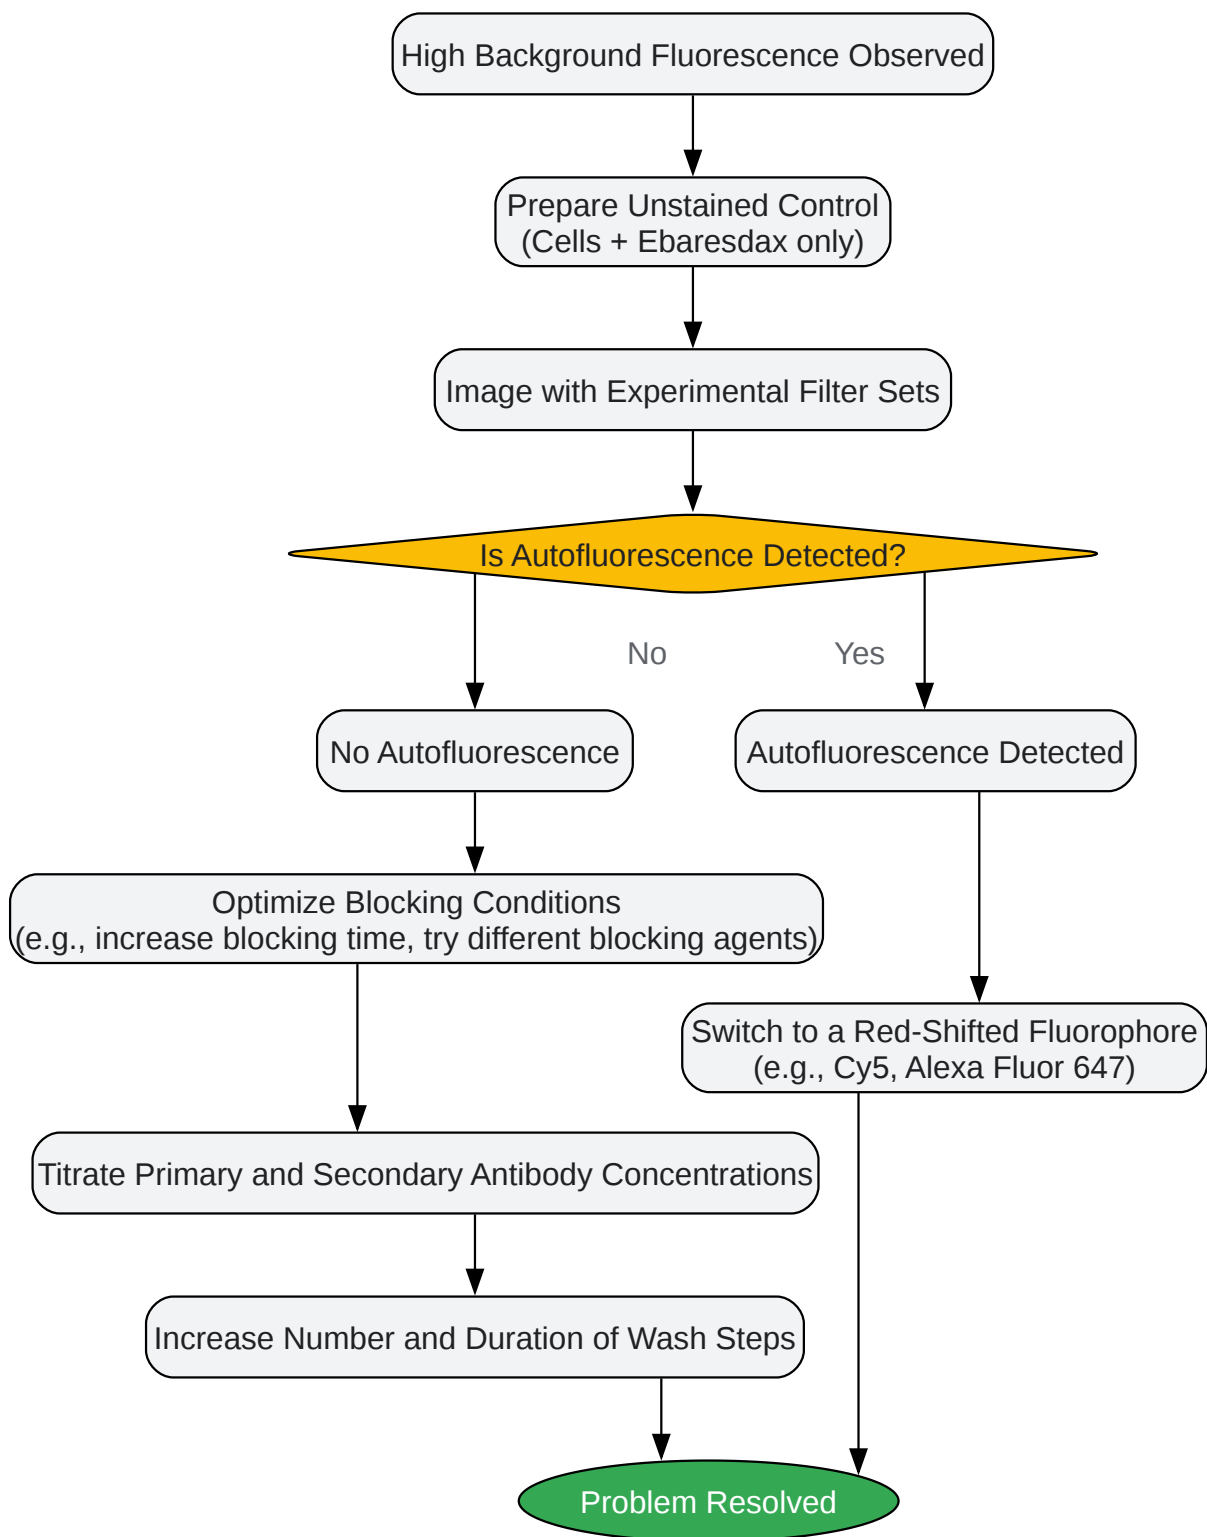 High Background Fluorescence Observed
Prepare Unstained Control
(Cells + Ebaresdax only)
Image with Experimental Filter Sets
Is Autofluorescence Detected?
No
Yes
No Autofluorescence
Autofluorescence Detected
Optimize Blocking Conditions
(e.g., increase blocking time, try different blocking agents)
Switch to a Red-Shifted Fluorophore
(e.g., Cy5, Alexa Fluor 647)
Titrate Primary and Secondary Antibody Concentrations
Increase Number and Duration of Wash Steps
Problem Resolved